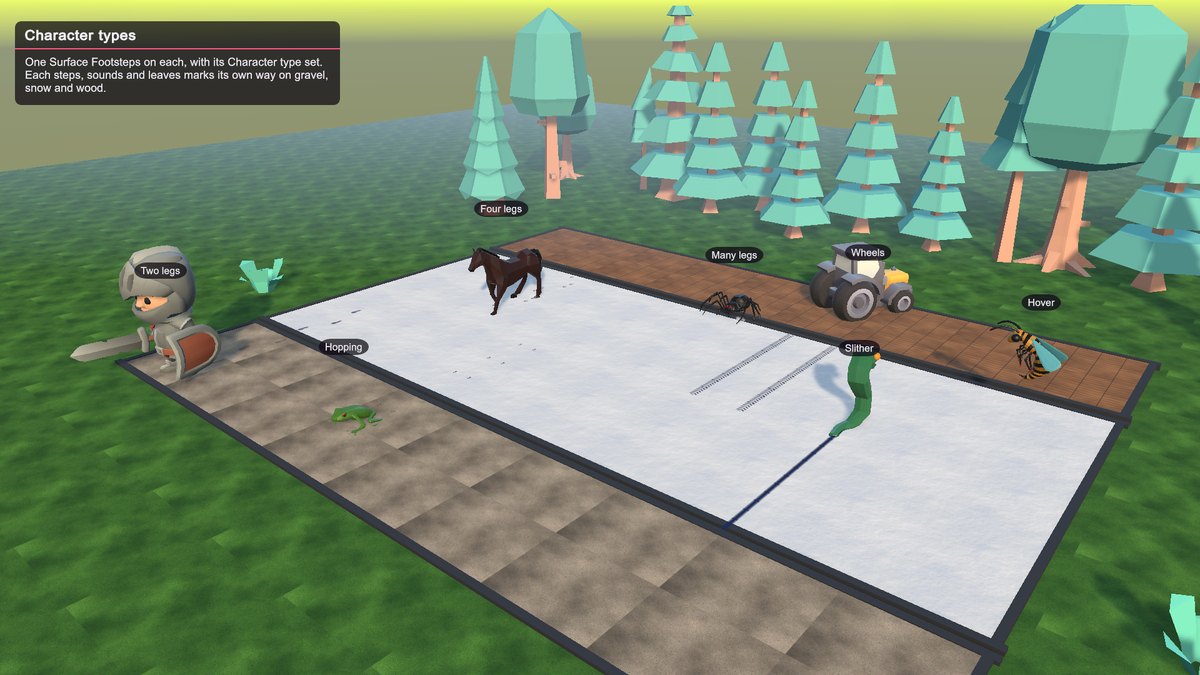 Character types
One Surface Footsteps on each, with its Character type set.
Each steps, sounds and leaves marks its own way on gravel,
snow and wood.
Four legs
Many legs
Wheels
Two legs
Hover
Hopping
Slither